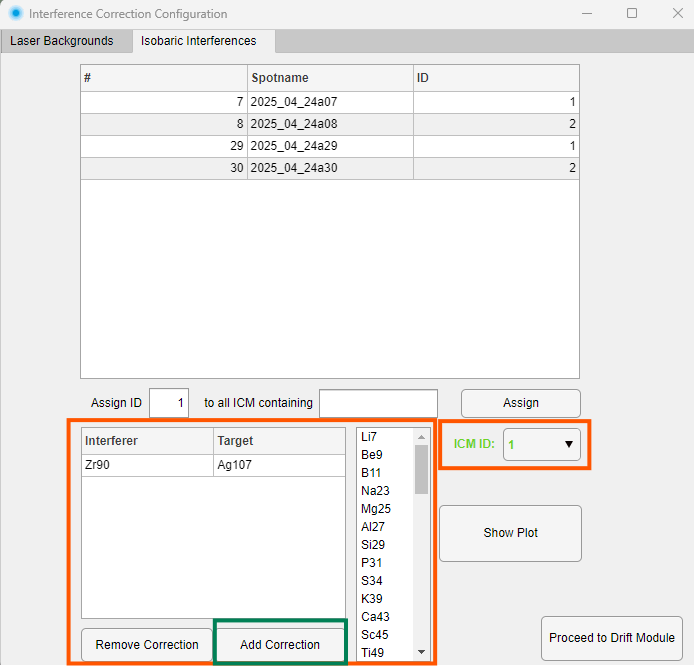 Interference Correction Configuration
Laser Backgrounds Isobaric Interferences
# Spotname ID
7 2025_04_24a07 1
8 2025_04_24a08 2
29 2025_04_24a29 1
30 2025_04_24a30 2
Assign ID 1 to all ICM containing Assign
Interferer Target
Zr90 Ag107
Li7
Be9
B11
Na23
Mg25
Al27
Si29
P31
S34
K39
Ca43
Sc45
Ti49
ICM ID: 1
Show Plot
Remove Correction Add Correction
Proceed to Drift Module